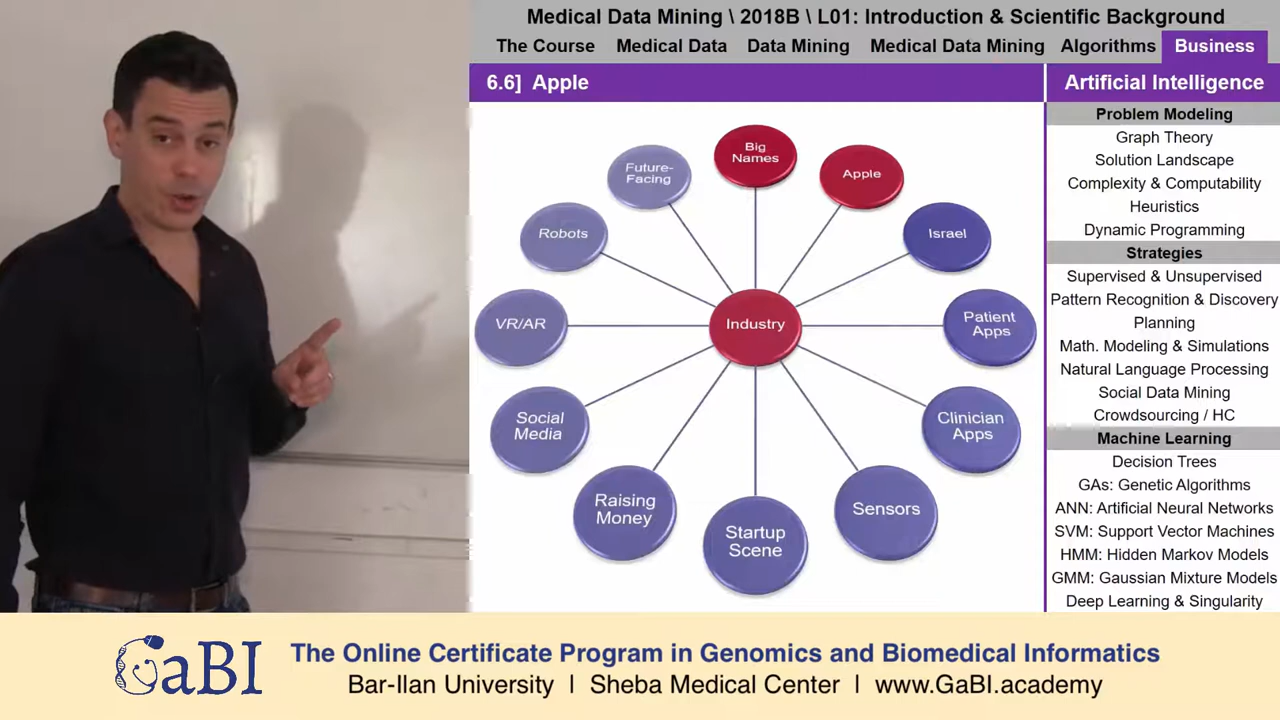 Medical Data Mining \ 2018B \ L01: Introduction & Scientific Background
The Course Medical Data Mining Medical Data Mining Algorithms Business
6.6] Apple
Big
Names
Apple
Israel
Patient
Apps
Clinician
Apps
Sensors
Startup
Scene
Raising
Money
Social
Media
VR/AR
Robots
Future-
Facing
Industry
Artificial Intelligence
Problem Modeling
Graph Theory
Solution Landscape
Complexity & Computability
Heuristics
Dynamic Programming
Strategies
Supervised & Unsupervised
Pattern Recognition & Discovery
Planning
Math. Modeling & Simulations
Natural Language Processing
Social Data Mining
Crowdsourcing / HC
Machine Learning
Decision Trees
GAs: Genetic Algorithms
ANN: Artificial Neural Networks
SVM: Support Vector Machines
HMM: Hidden Markov Models
GMM: Gaussian Mixture Models
Deep Learning & Singularity
GaBI
The Online Certificate Program in Genomics and Biomedical Informatics
Bar-Ilan University | Sheba Medical Center | www.GaBI.academy